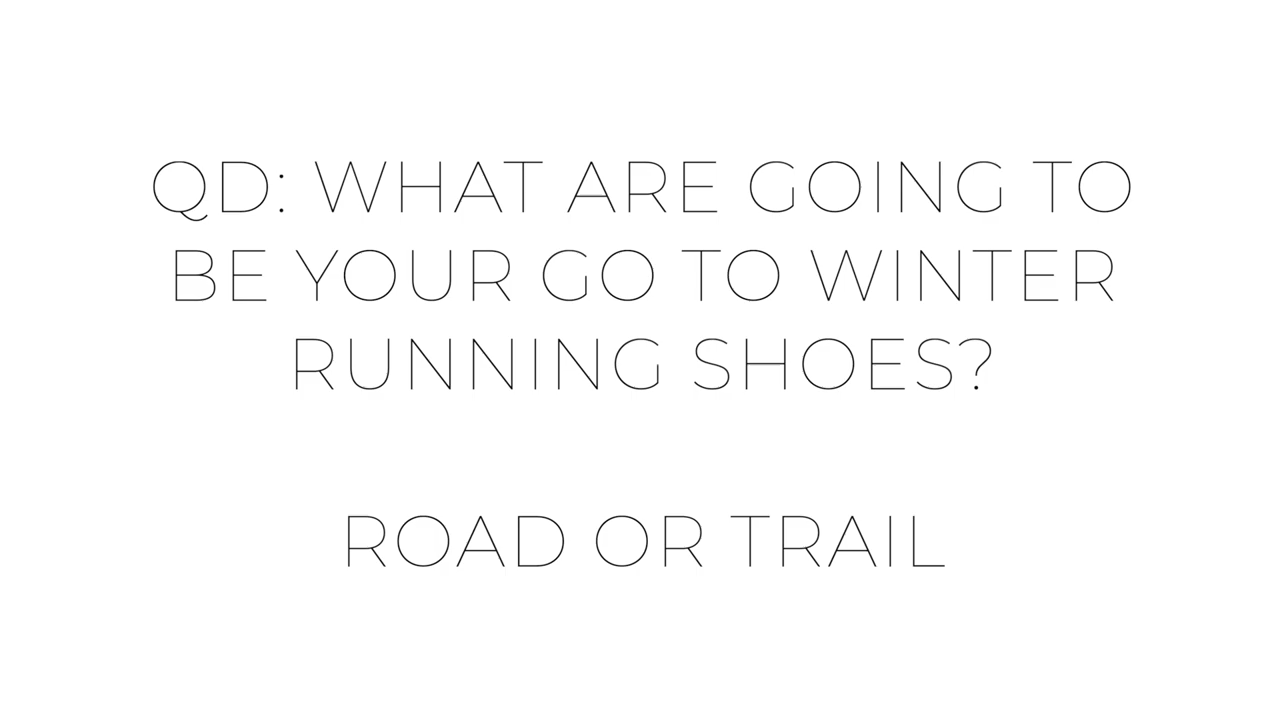 QD: WHAT ARE GOING TO
BE YOUR GO TO WINTER
RUNNING SHOES?
ROAD OR TRAIL